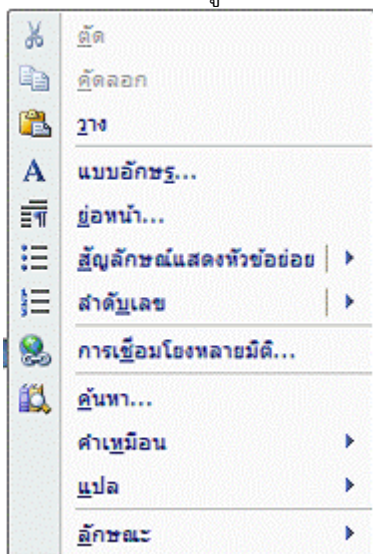 ตัด
คัดลอก
วาง
แบบอักษร...
ย่อหน้า...
สัญลักษณ์แสดงหัวข้อย่อย
ลำดับเลข
การเชื่อมโยงหลายมิติ...
ค้นหา...
คำเหมือน
แปล
ลักษณะ